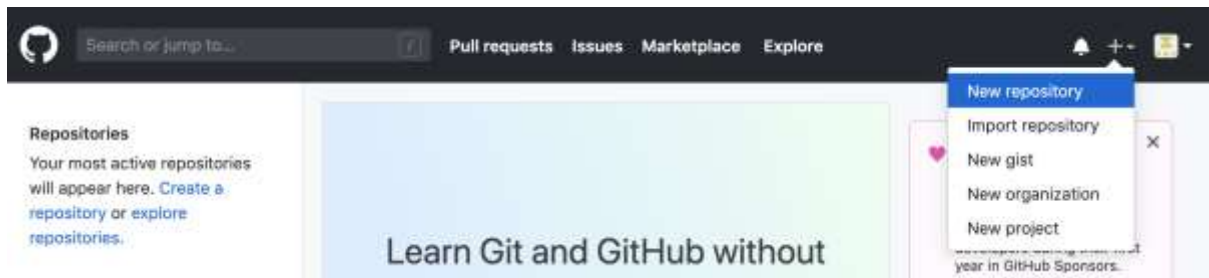 Search or jump to...
/
Pull requests Issues Marketplace Explore
New repository
Import repository
New gist
New organization
New project
Repositories
Your most active repositories
will appear here. Create a
repository or explore
repositories.
Learn Git and GitHub without
year in GitHub Sponsors.